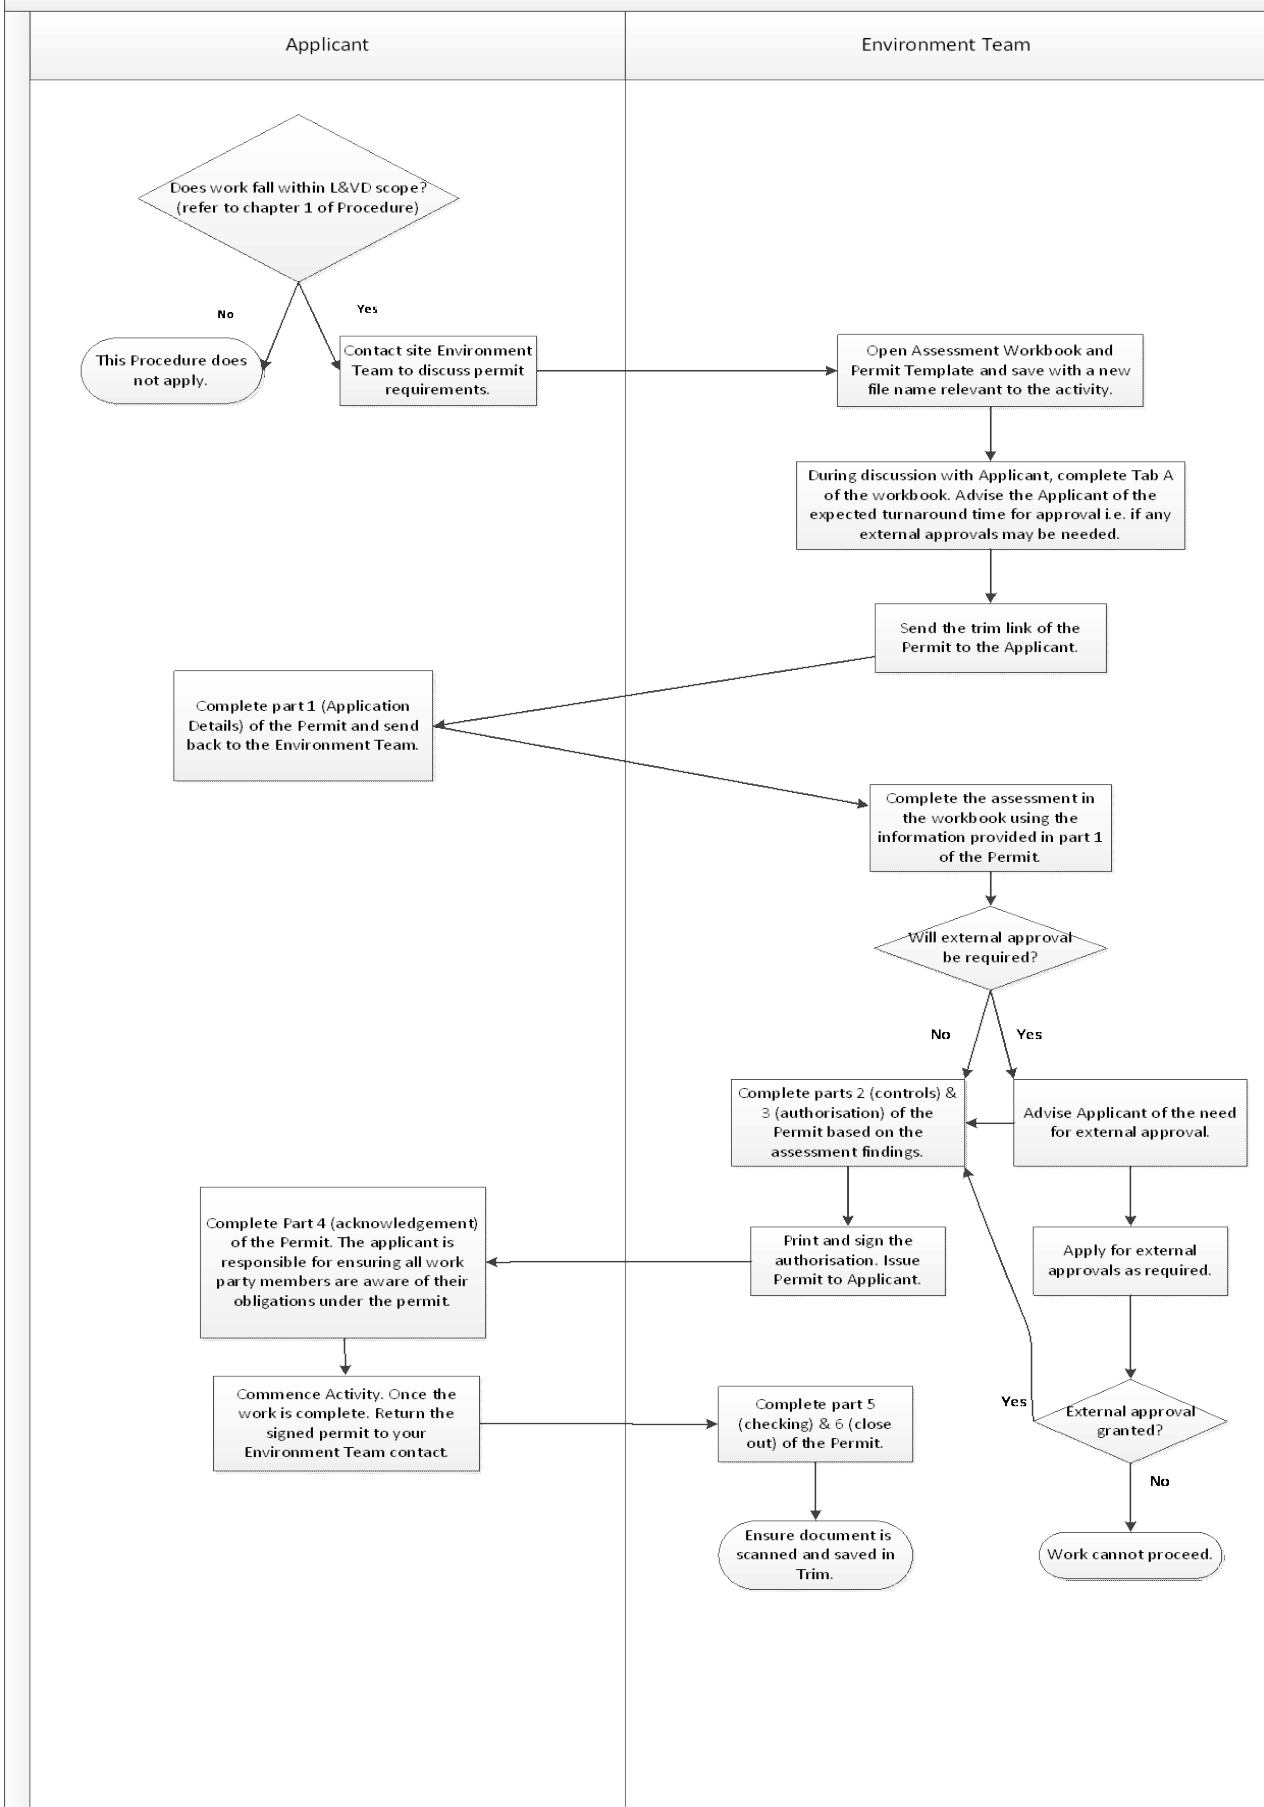 Applicant
Environment Team
Does work fall within L&VD scope?
(refer to chapter 1 of Procedure)
No
Yes
This Procedure does
not apply.
Contact site Environment
Team to discuss permit
requirements.
Open Assessment Workbook and
Permit Template and save with a new
file name relevant to the activity.
During discussion with Applicant, complete Tab A
of the workbook. Advise the Applicant of the
expected turnaround time for approval i.e. if any
external approvals may be needed.
Send the trim link of the
Permit to the Applicant.
Complete part 1 (Application
Details) of the Permit and send
back to the Environment Team.
Complete the assessment in
the workbook using the
information provided in part 1
of the Permit.
Will external approval
be required?
No
Yes
Complete parts 2 (controls) &
3 (authorisation) of the
Permit based on the
assessment findings.
Advise Applicant of the need
for external approval.
Complete Part 4 (acknowledgement)
of the Permit. The applicant is
responsible for ensuring all work
party members are aware of their
obligations under the permit.
Print and sign the
authorisation. Issue
Permit to Applicant.
Apply for external
approvals as required.
Commence Activity. Once the
work is complete. Return the
signed permit to your
Environment Team contact.
Complete part 5
(checking) & 6 (close
out) of the Permit.
Yes
External approval
granted?
No
Ensure document is
scanned and saved in
Trim.
Work cannot proceed.